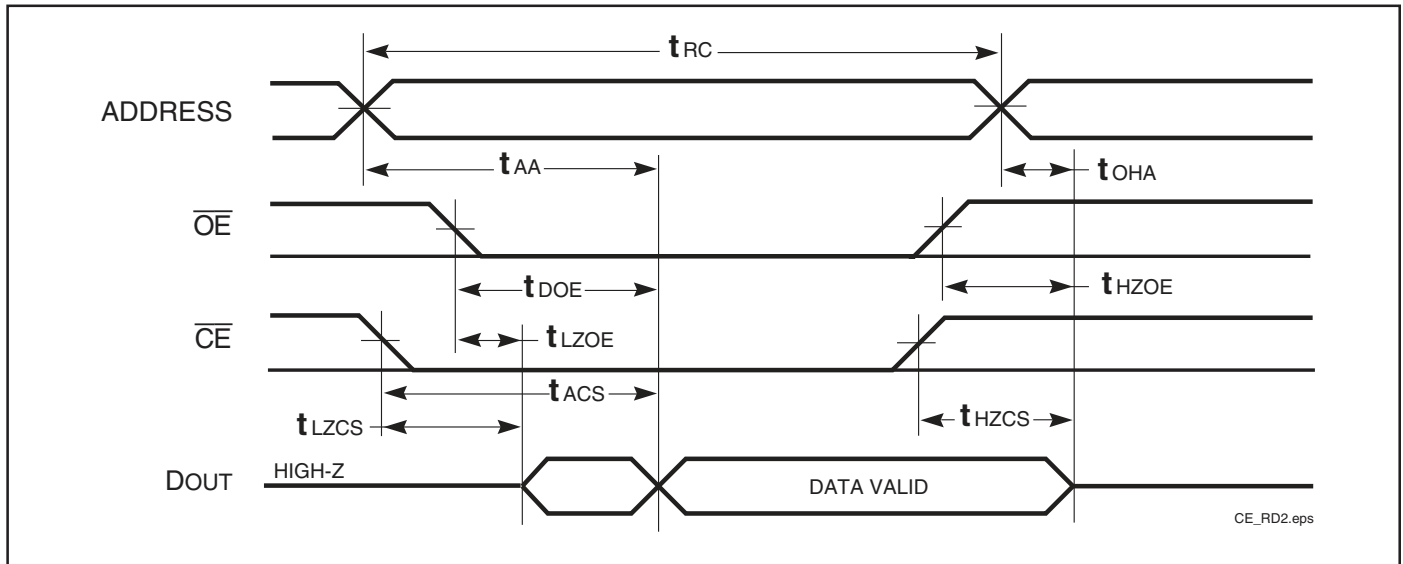 tRC
ADDRESS
tAA
tOHA
OE
tDOE
tHZOE
CE
tLZOE
tACS
tLZCS
tHZCS
DOUT
HIGH-Z
DATA VALID
CE_RD2.eps